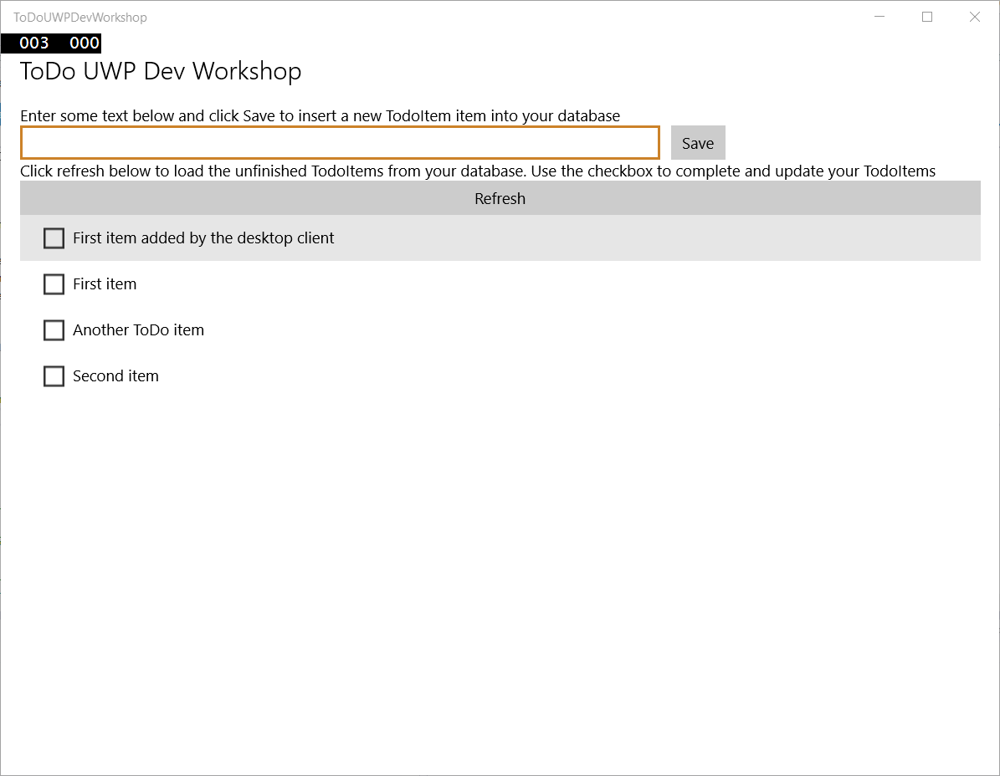 ToDoUWPDevWorkshop
003 000
ToDo UWP Dev Workshop
Enter some text below and click Save to insert a new TodoItem item into your database
Save
Click refresh below to load the unfinished TodoItems from your database. Use the checkbox to complete and update your TodoItems
Refresh
First item added by the desktop client
First item
Another ToDo item
Second item